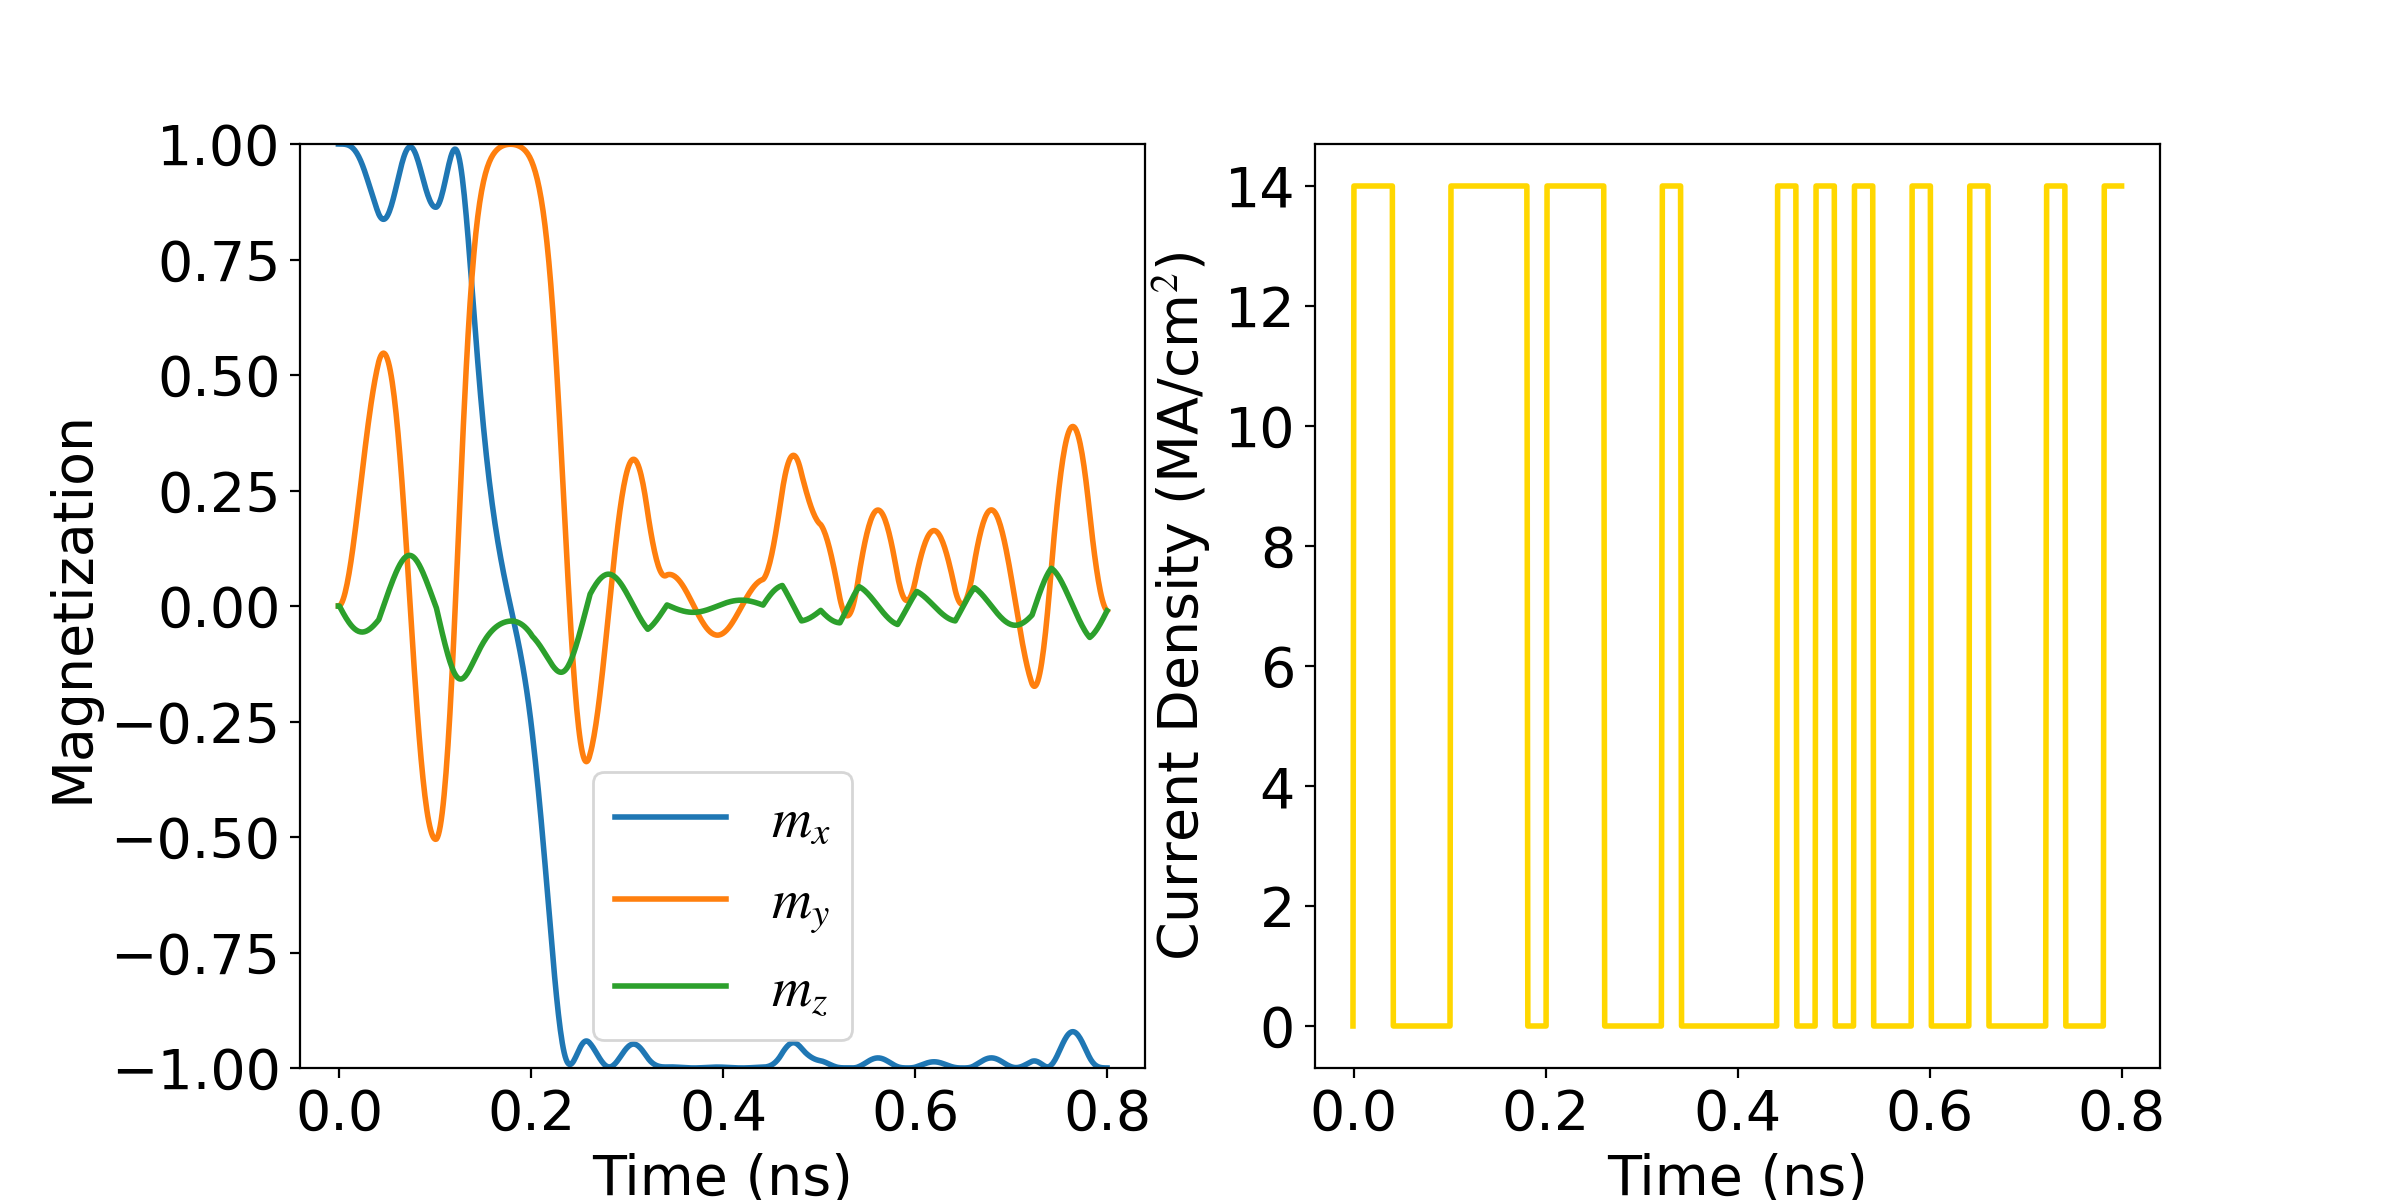 Magnetization
1.00
0.75
0.50
0.25
0.00
−0.25
−0.50
−0.75
−1.00
0.0 0.2 0.4 0.6 0.8
Time (ns)
m_x
m_y
m_z
Current Density (MA/cm²)
14
12
10
8
6
4
2
0
0.0 0.2 0.4 0.6 0.8
Time (ns)